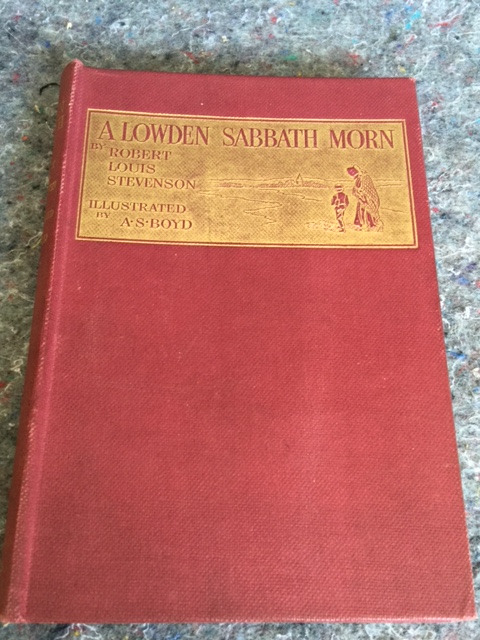 A LOWDEN SABBATH MORN
BY ROBERT
LOUIS
STEVENSON
ILLUSTRATED
BY A·S·BOYD